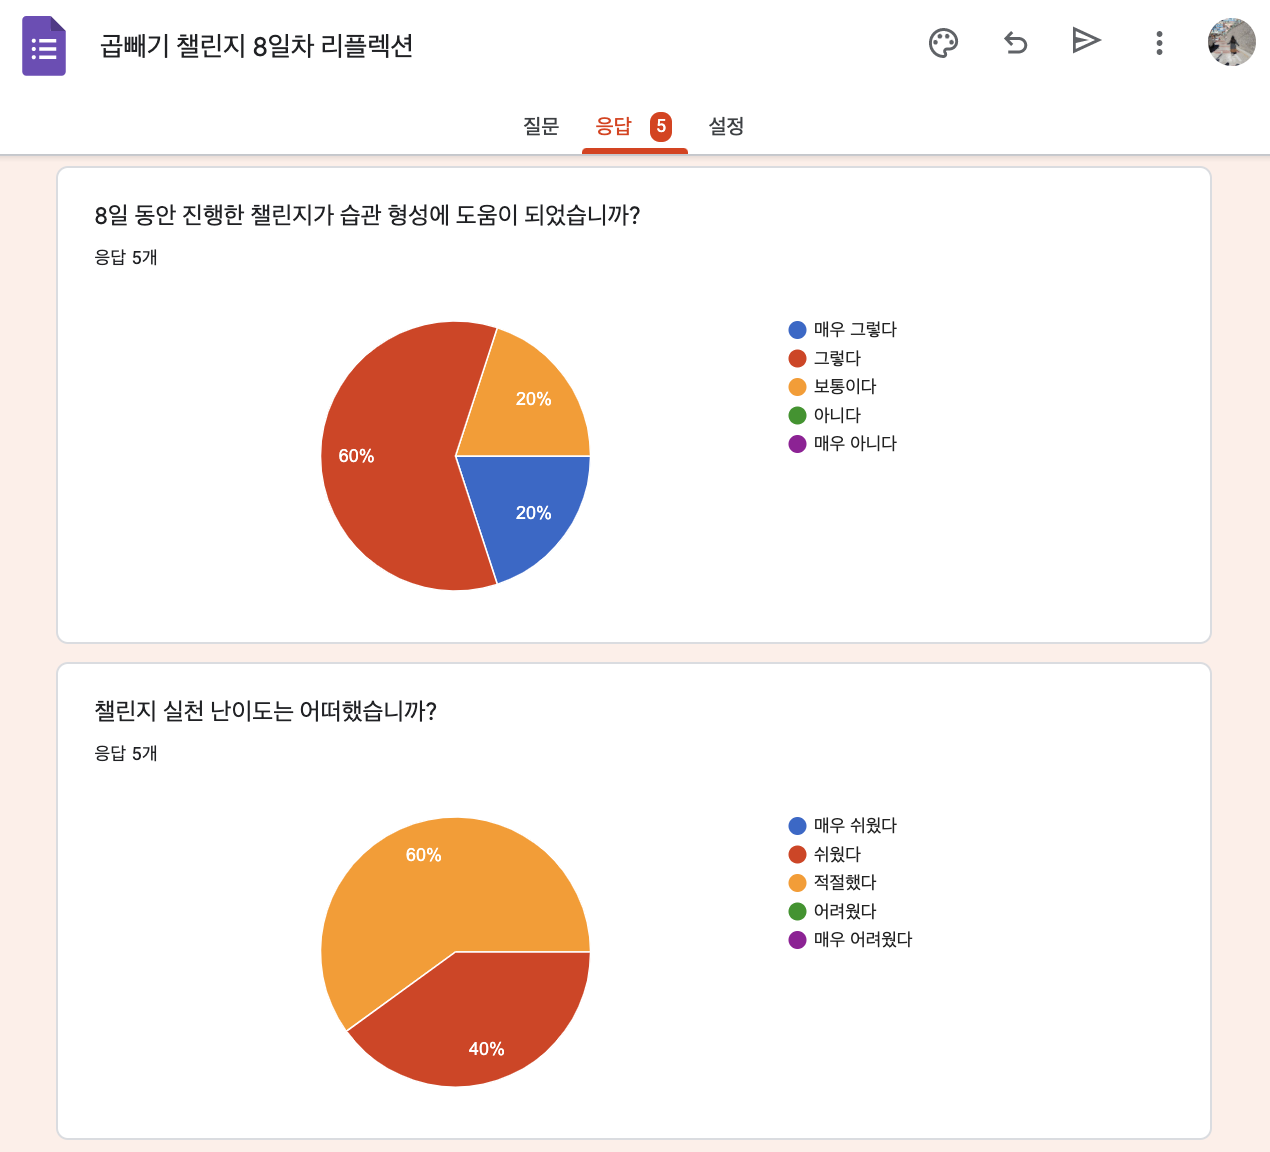 곱빼기 챌린지 8일차 리플렉션
질문 응답 5 설정
8일 동안 진행한 챌린지가 습관 형성에 도움이 되었습니까?
응답 5개
매우 그렇다
그렇다
보통이다
아니다
매우 아니다
20%
60%
20%
챌린지 실천 난이도는 어떠했습니까?
응답 5개
매우 쉬웠다
쉬웠다
적절했다
어려웠다
매우 어려웠다
60%
40%